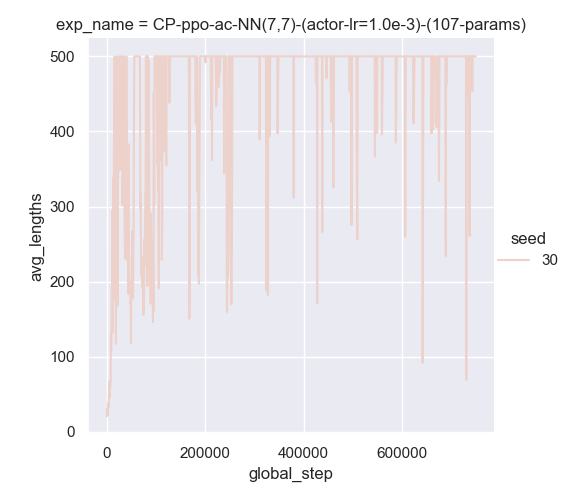 exp_name = CP-ppo-ac-NN(7,7)-(actor-lr=1.0e-3)-(107-params)
500
400
300
200
100
0
avg_lengths
0 200000 400000 600000
global_step
seed
30